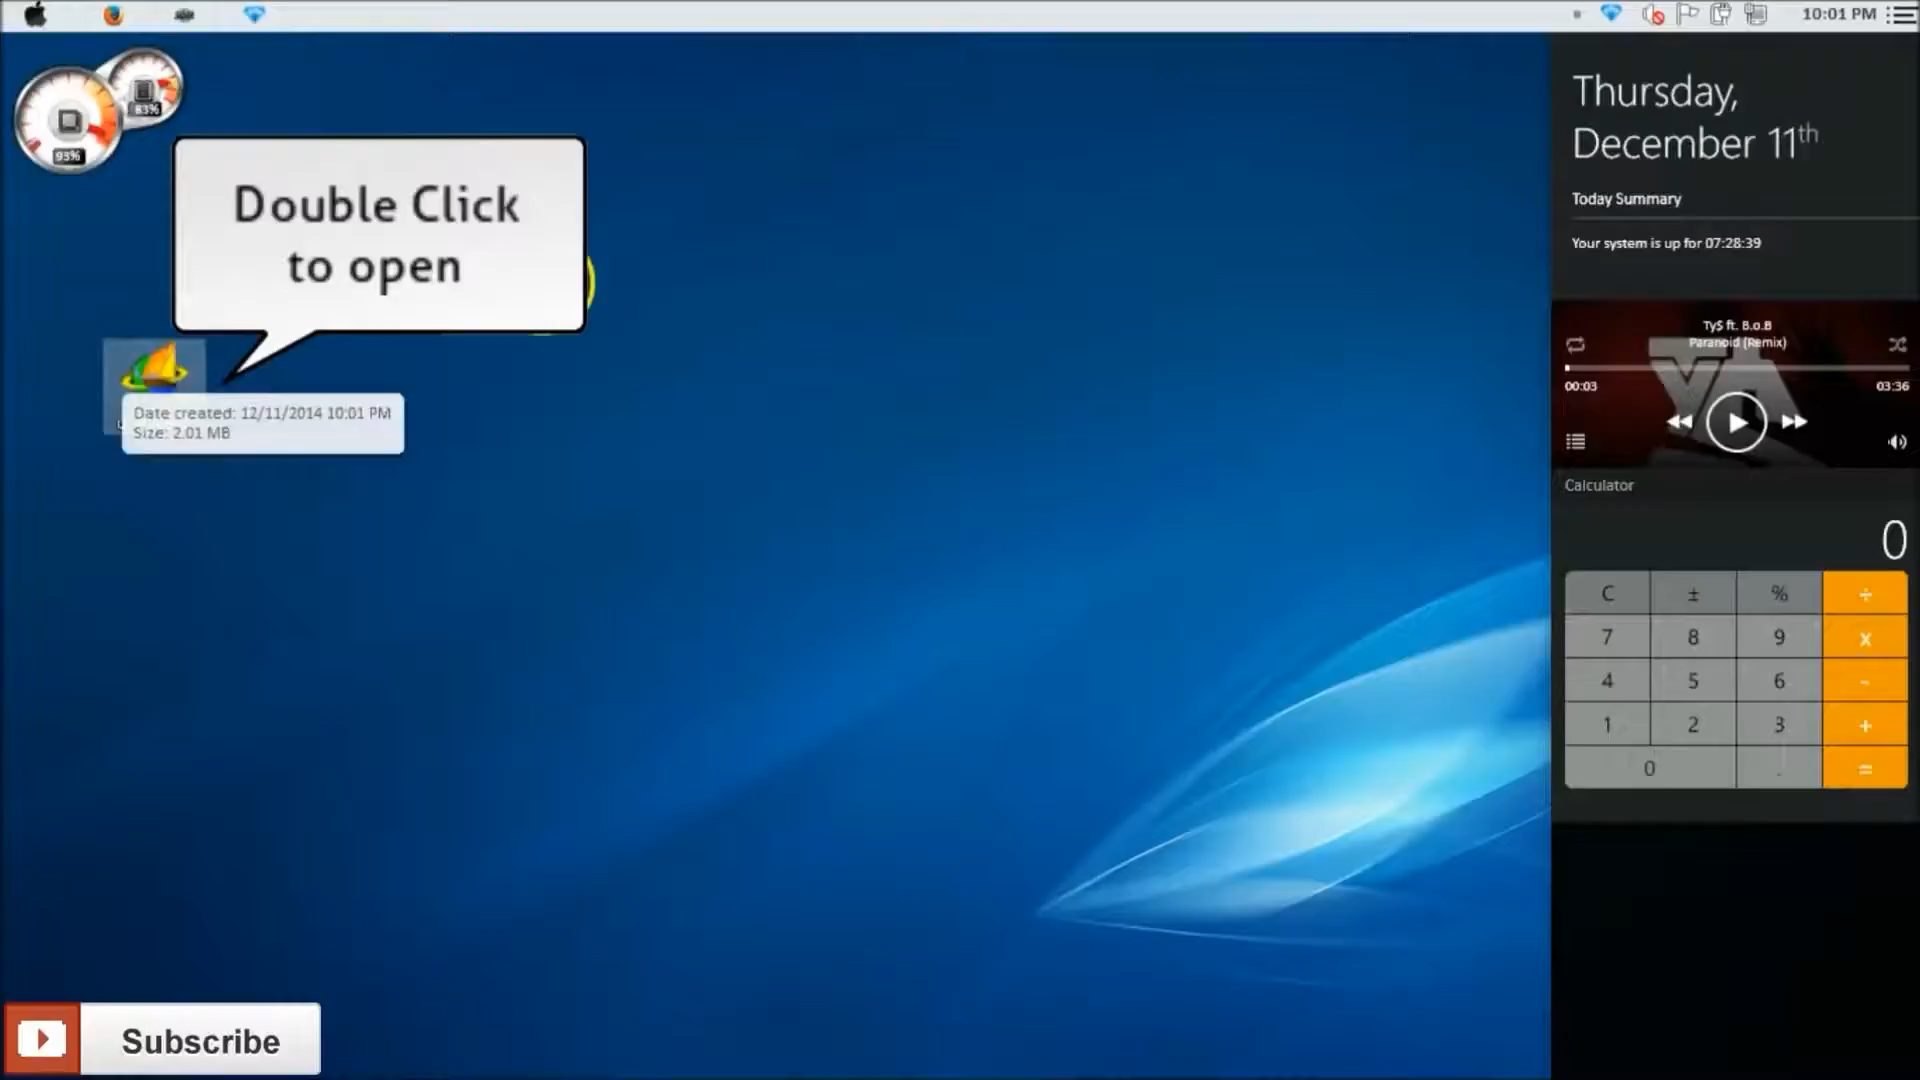 10:01 PM
83%
93%
Double Click
to open
Date created: 12/11/2014 10:01 PM
Size: 2.01 MB
Subscribe
Thursday,
December 11th
Today Summary
Your system is up for 07:28:39
Ty$ ft. B.o.B
Paranoid (Remix)
00:03 03:36
Calculator
0
C ± % ÷
7 8 9 x
4 5 6 -
1 2 3 +
0 . =